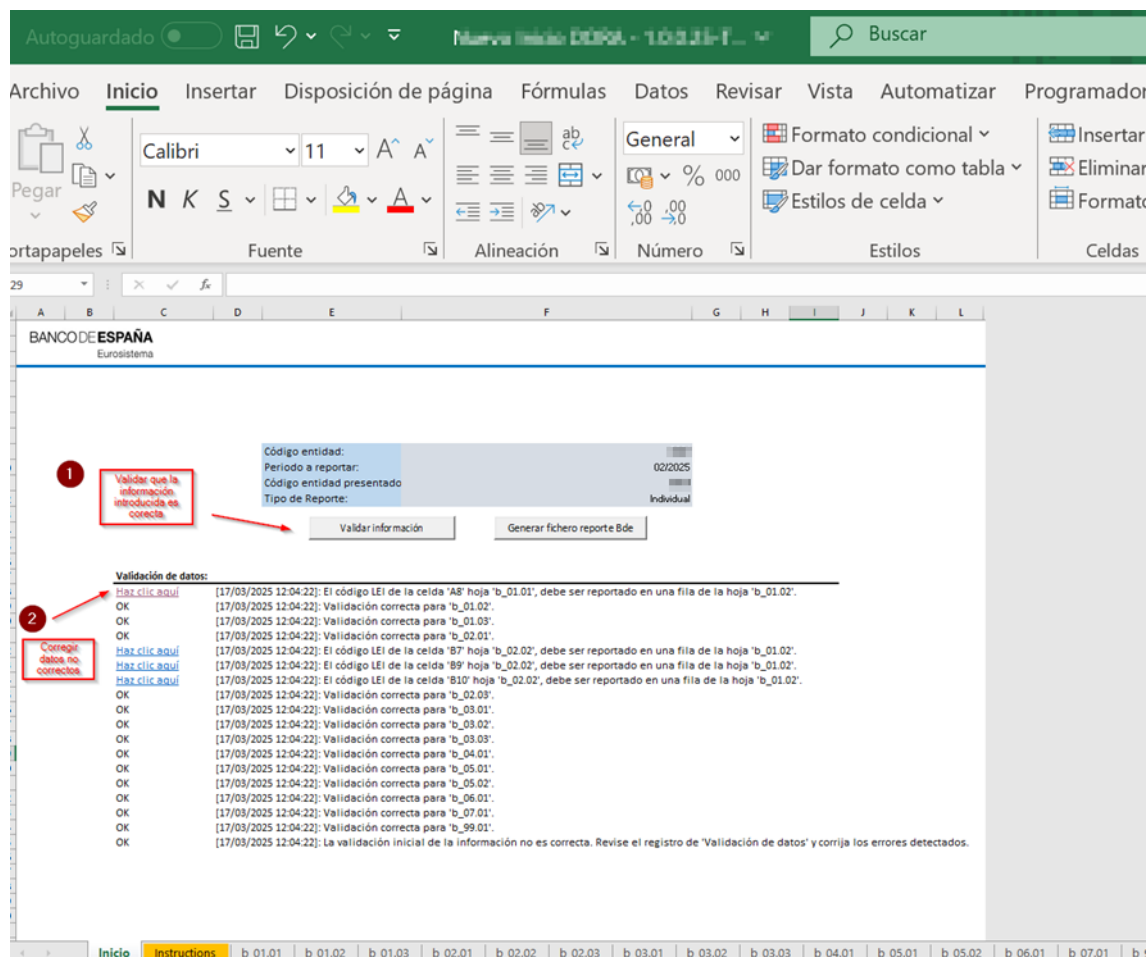 Autoguardado
Buscar
Archivo Inicio Insertar Disposición de página Fórmulas Datos Revisar Vista Automatizar Programador
Pegar
Calibri 11 A A
ab
General
Formato condicional
Insertar
N K S A
% 000
Dar formato como tabla
Eliminar
Estilos de celda
Formato
ortapapeles Fuente Alineación Número Estilos Celdas
29 fx
A B C D E F G H I J K L
BANCO DE ESPAÑA
Eurosistema
Código entidad:
Periodo a reportar: 02/2025
Código entidad presentado
Tipo de Reporte: Individual
1
Validar que la
información
introducida es
corecta
Validar información Generar fichero reporte Bde
Validación de datos:
Haz clic aquí [17/03/2025 12:04:22]: El código LEI de la celda 'A8' hoja 'b_01.01', debe ser reportado en una fila de la hoja 'b_01.02'.
OK [17/03/2025 12:04:22]: Validación correcta para 'b_01.02'.
OK [17/03/2025 12:04:22]: Validación correcta para 'b_01.03'.
OK [17/03/2025 12:04:22]: Validación correcta para 'b_02.01'.
2
Corregir
datos no
correctos
Haz clic aquí [17/03/2025 12:04:22]: El código LEI de la celda 'B7' hoja 'b_02.02', debe ser reportado en una fila de la hoja 'b_01.02'.
Haz clic aquí [17/03/2025 12:04:22]: El código LEI de la celda 'B9' hoja 'b_02.02', debe ser reportado en una fila de la hoja 'b_01.02'.
Haz clic aquí [17/03/2025 12:04:22]: El código LEI de la celda 'B10' hoja 'b_02.02', debe ser reportado en una fila de la hoja 'b_01.02'.
OK [17/03/2025 12:04:22]: Validación correcta para 'b_02.03'.
OK [17/03/2025 12:04:22]: Validación correcta para 'b_03.01'.
OK [17/03/2025 12:04:22]: Validación correcta para 'b_03.02'.
OK [17/03/2025 12:04:22]: Validación correcta para 'b_03.03'.
OK [17/03/2025 12:04:22]: Validación correcta para 'b_04.01'.
OK [17/03/2025 12:04:22]: Validación correcta para 'b_05.01'.
OK [17/03/2025 12:04:22]: Validación correcta para 'b_05.02'.
OK [17/03/2025 12:04:22]: Validación correcta para 'b_06.01'.
OK [17/03/2025 12:04:22]: Validación correcta para 'b_07.01'.
OK [17/03/2025 12:04:22]: Validación correcta para 'b_99.01'.
OK [17/03/2025 12:04:22]: La validación inicial de la información no es correcta. Revise el registro de 'Validación de datos' y corrija los errores detectados.
Inicio Instructions b_01.01 b_01.02 b_01.03 b_02.01 b_02.02 b_02.03 b_03.01 b_03.02 b_03.03 b_04.01 b_05.01 b_05.02 b_06.01 b_07.01